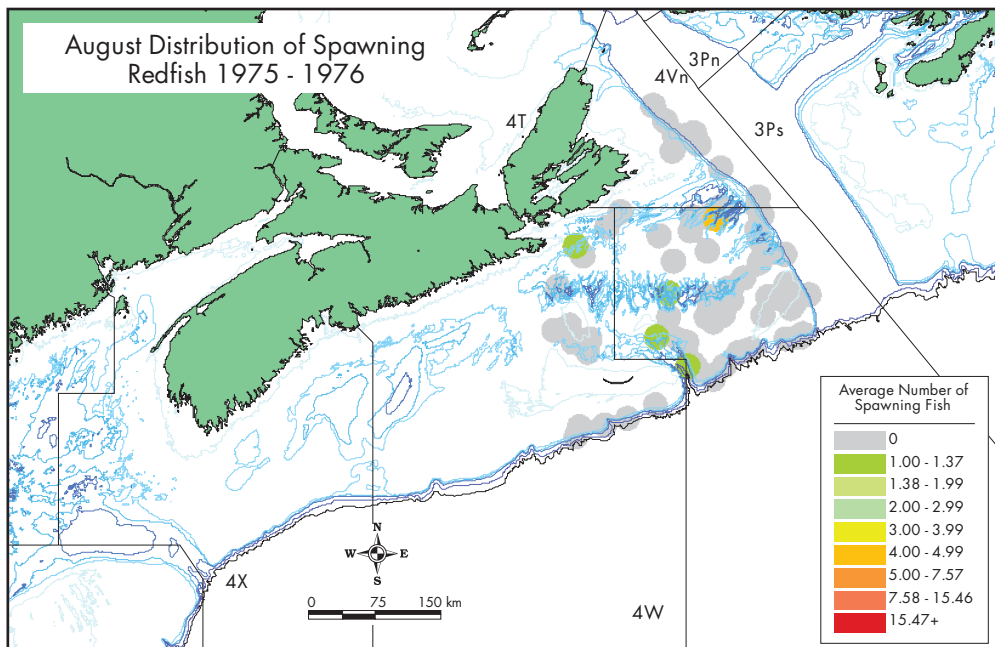 August Distribution of Spawning
Redfish 1975 - 1976
3Pn
4Vn
3Ps
4T
Average Number of
Spawning Fish
0
1.00 - 1.37
1.38 - 1.99
2.00 - 2.99
3.00 - 3.99
4.00 - 4.99
5.00 - 7.57
7.58 - 15.46
15.47+
N
W E
S
4X
0 75 150 km
4W